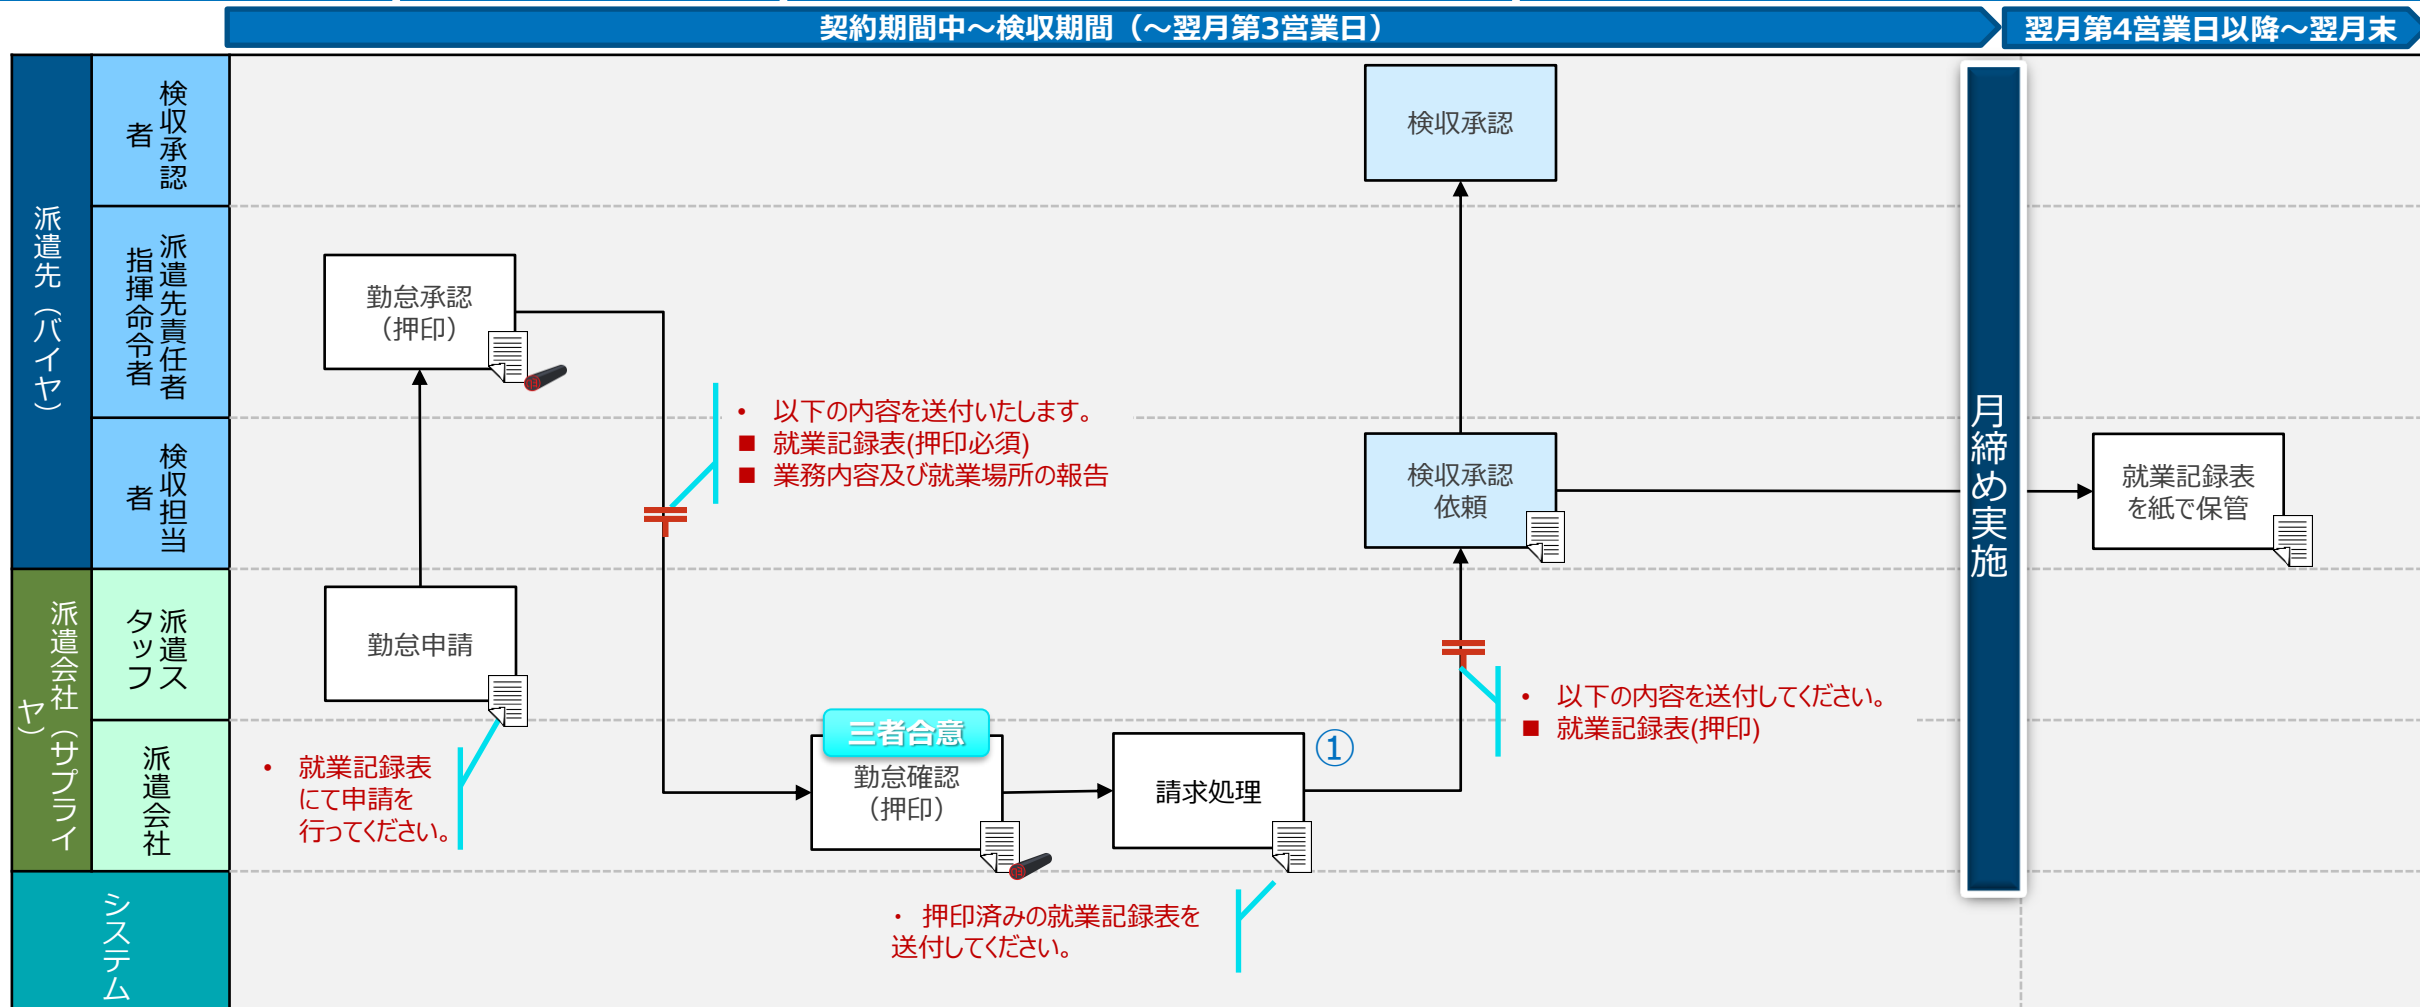 契約期間中～検収期間（～翌月第3営業日）
翌月第4営業日以降～翌月末
派遣先（バイヤ）
検収承認者
検収承認
派遣先責任者
指揮命令者
勤怠承認
（押印）
・ 以下の内容を送付いたします。
■ 就業記録表(押印必須)
■ 業務内容及び就業場所の報告
検収担当者
検収承認
依頼
月締め実施
就業記録表
を紙で保管
派遣会社（サプライヤ）
派遣スタッフ
勤怠申請
・ 以下の内容を送付してください。
■ 就業記録表(押印)
派遣会社
・ 就業記録表
にて申請を
行ってください。
三者合意
勤怠確認
（押印）
請求処理
①
・ 押印済みの就業記録表を
送付してください。
システム